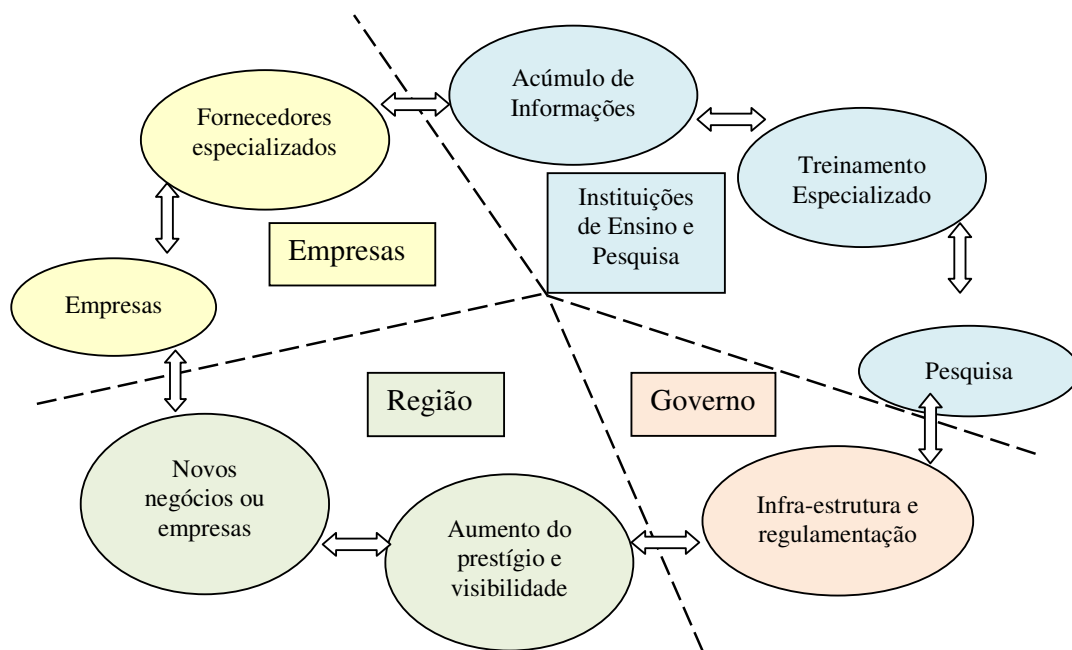 Acúmulo de
Informações
Fornecedores
especializados
Treinamento
Especializado
Instituições
de Ensino e
Pesquisa
Empresas
Empresas
Pesquisa
Região
Governo
Novos
negócios ou
empresas
Infra-estrutura e
regulamentação
Aumento do
prestígio e
visibilidade